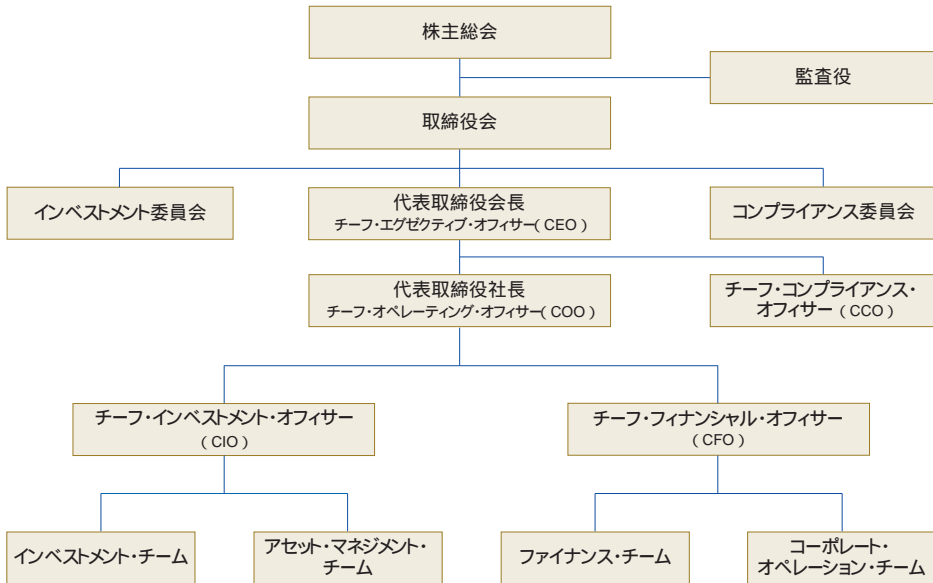 株主総会
監査役
取締役会
インベストメント委員会
代表取締役会長
チーフ・エグゼクティブ・オフィサー(CEO)
コンプライアンス委員会
代表取締役社長
チーフ・オペレーティング・オフィサー(COO)
チーフ・コンプライアンス・
オフィサー(CCO)
チーフ・インベストメント・オフィサー
(CIO)
チーフ・フィナンシャル・オフィサー
(CFO)
インベストメント・チーム
アセット・マネジメント・
チーム
ファイナンス・チーム
コーポレート・
オペレーション・チーム